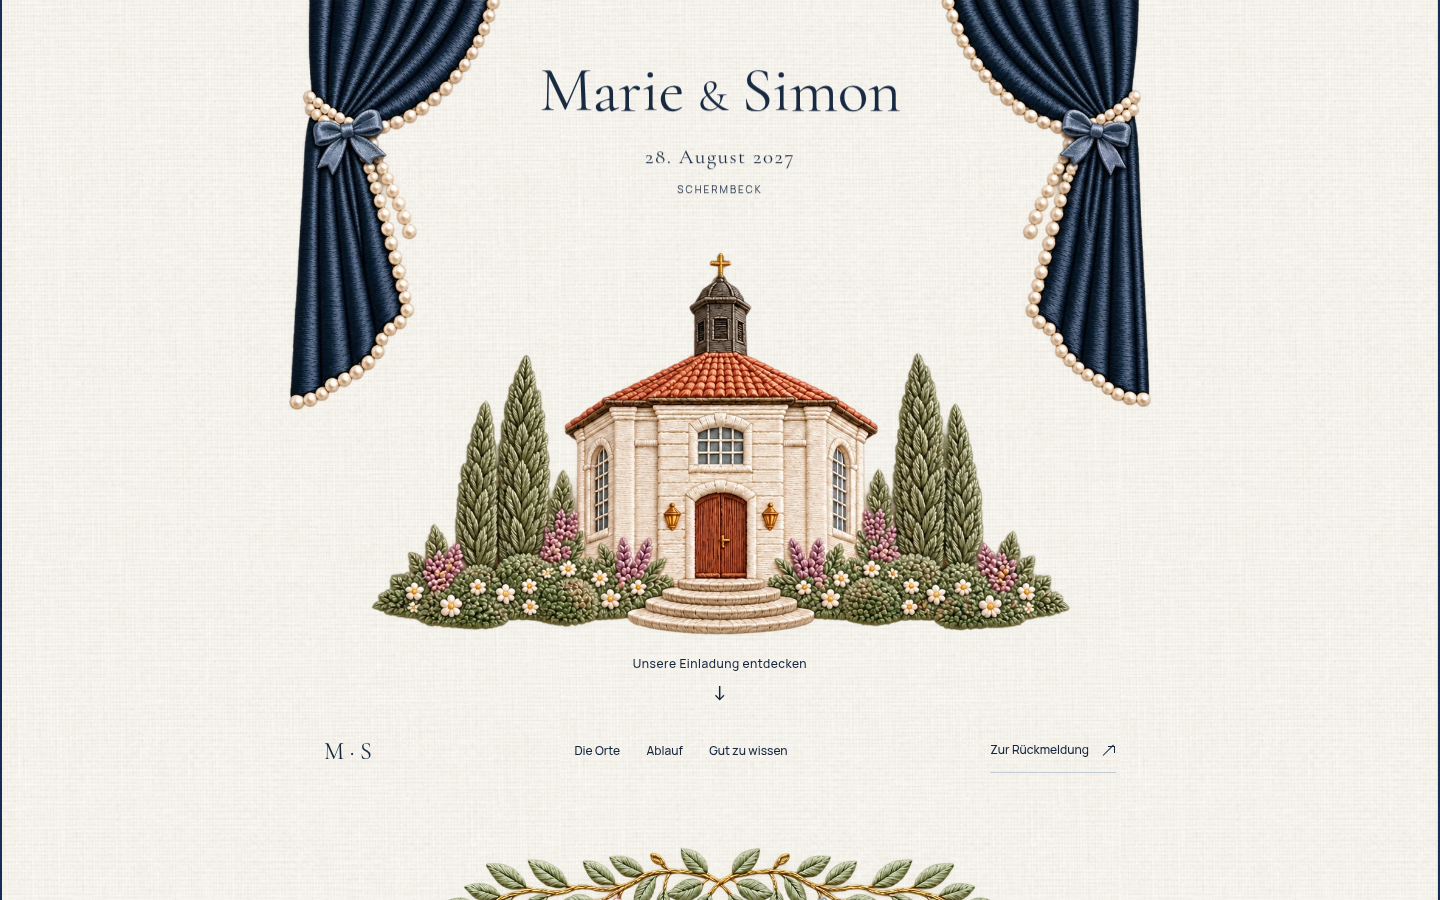 Marie & Simon
28. August 2027
SCHERMBECK
Unsere Einladung entdecken
M · S
Die Orte
Ablauf
Gut zu wissen
Zur Rückmeldung